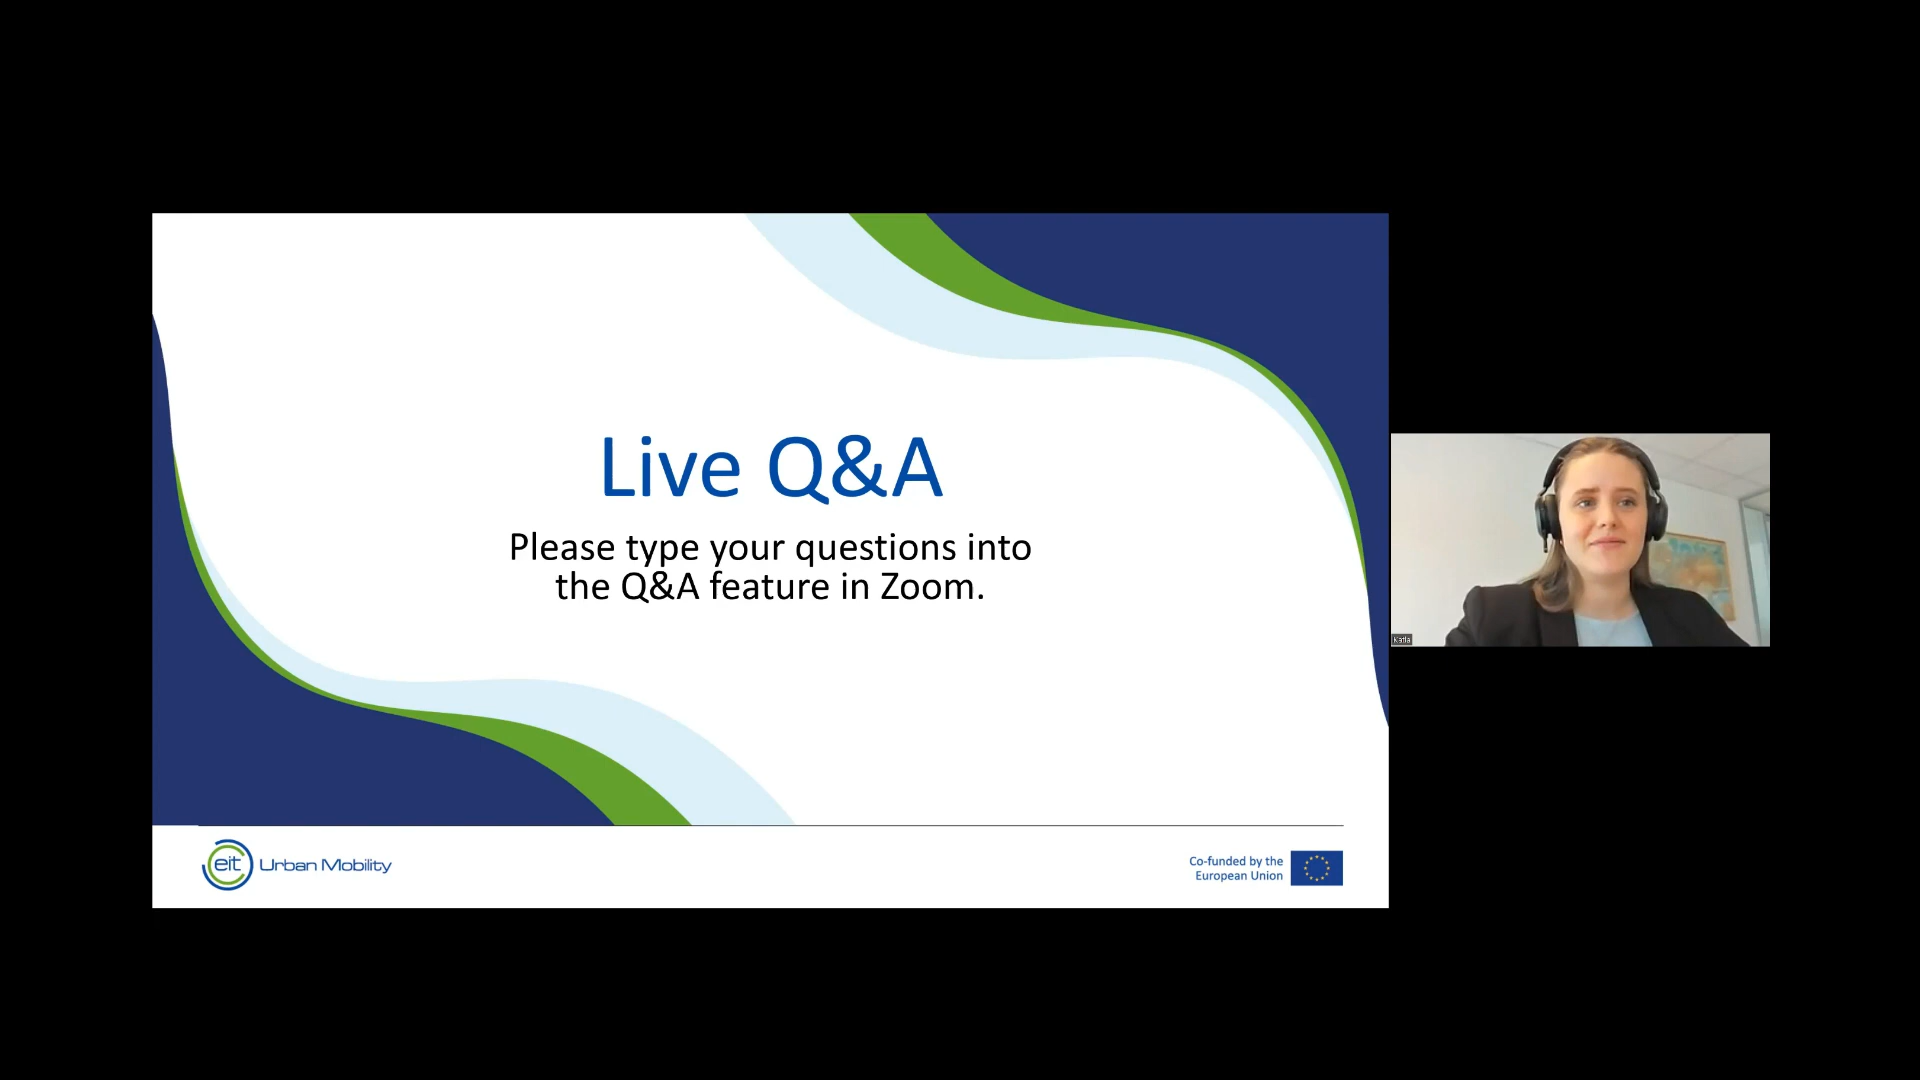 Live Q&A
Please type your questions into
the Q&A feature in Zoom.
Katla
eit Urban Mobility
Co-funded by the
European Union